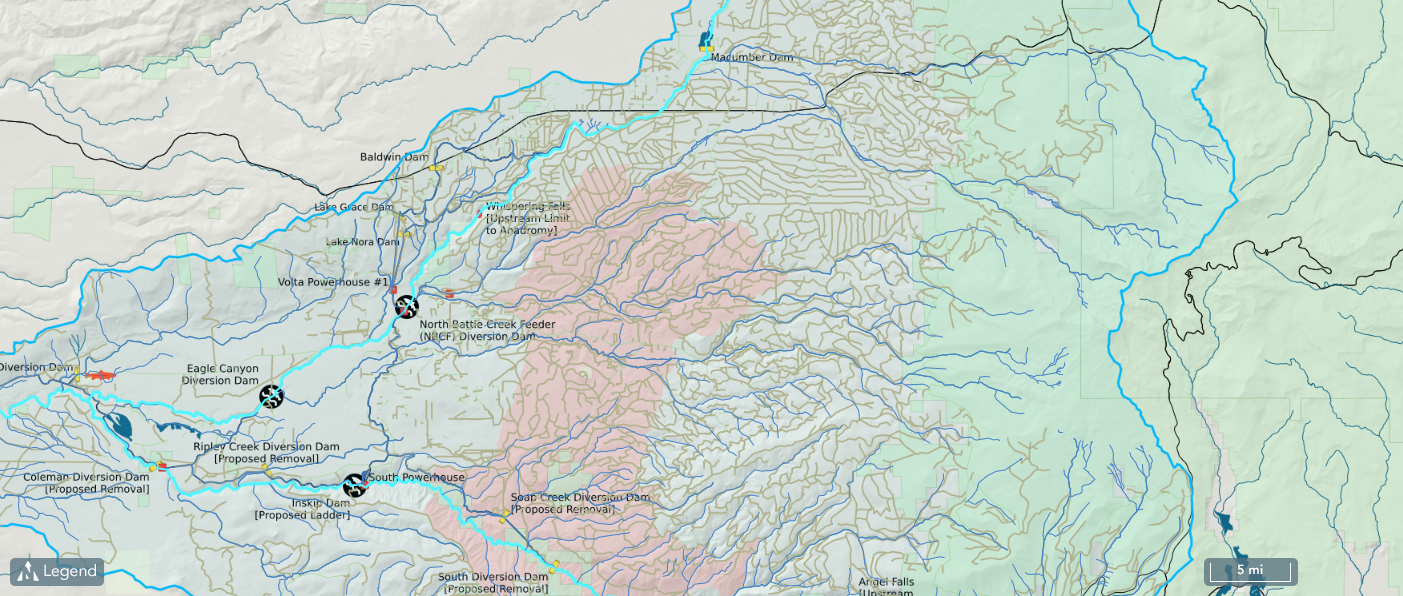 Macumber Dam
Baldwin Dam
Lake Grace Dam
Whispering Falls
[Upstream Limit
to Anadromy]
Lake Nora Dam
Volta Powerhouse #1
North Battle Creek Feeder
(NBCF) Diversion Dam
Diversion Dam
Eagle Canyon
Diversion Dam
Ripley Creek Diversion Dam
[Proposed Removal]
Coleman Diversion Dam
[Proposed Removal]
South Powerhouse
Inskip Dam
[Proposed Ladder]
Soap Creek Diversion Dam
[Proposed Removal]
South Diversion Dam
[Proposed Removal]
Angel Falls
[Upstream
Legend
5 mi